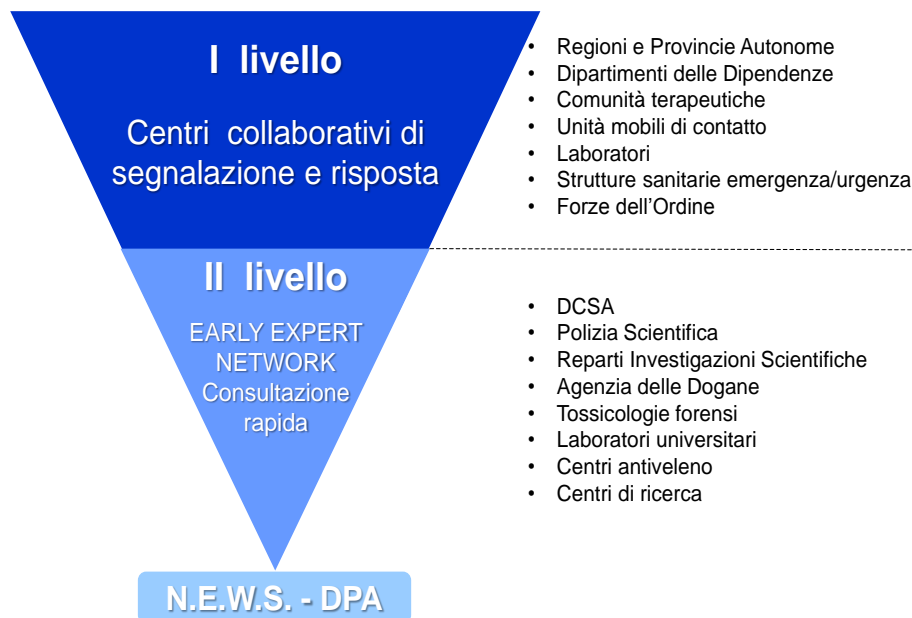 I livello
Centri collaborativi di
segnalazione e risposta
• Regioni e Provincie Autonome
• Dipartimenti delle Dipendenze
• Comunità terapeutiche
• Unità mobili di contatto
• Laboratori
• Strutture sanitarie emergenza/urgenza
• Forze dell'Ordine
II livello
EARLY EXPERT
NETWORK
Consultazione
rapida
• DCSA
• Polizia Scientifica
• Reparti Investigazioni Scientifiche
• Agenzia delle Dogane
• Tossicologie forensi
• Laboratori universitari
• Centri antiveleno
• Centri di ricerca
N.E.W.S. - DPA